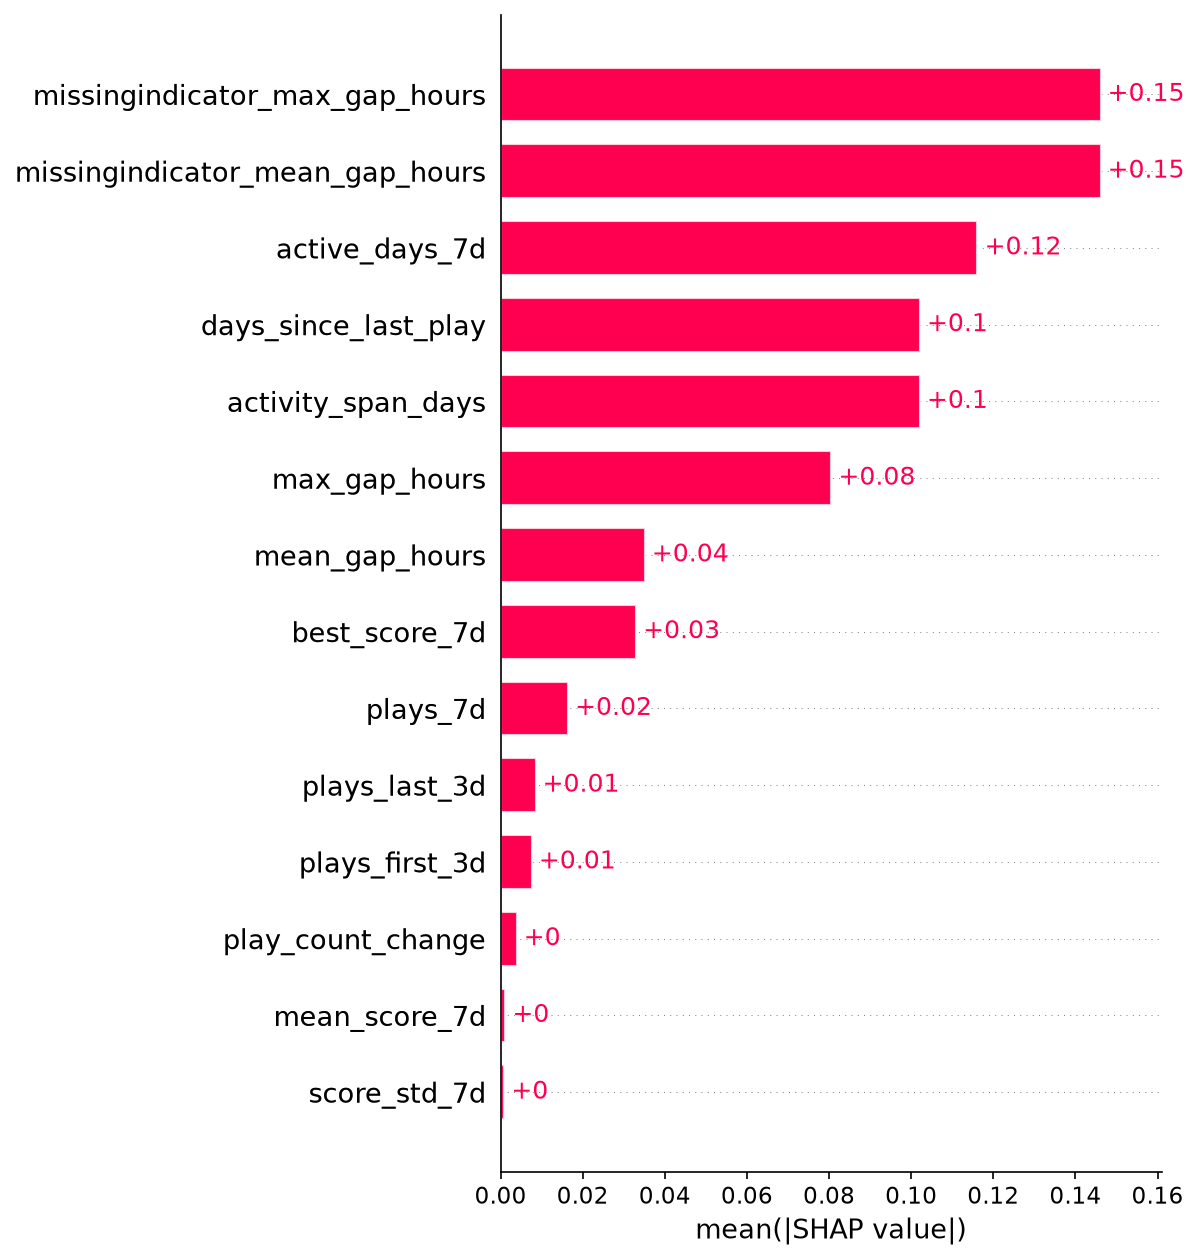 missingindicator_max_gap_hours +0.15
missingindicator_mean_gap_hours +0.15
active_days_7d +0.12
days_since_last_play +0.1
activity_span_days +0.1
max_gap_hours +0.08
mean_gap_hours +0.04
best_score_7d +0.03
plays_7d +0.02
plays_last_3d +0.01
plays_first_3d +0.01
play_count_change +0
mean_score_7d +0
score_std_7d +0
0.00 0.02 0.04 0.06 0.08 0.10 0.12 0.14 0.16
mean(|SHAP value|)